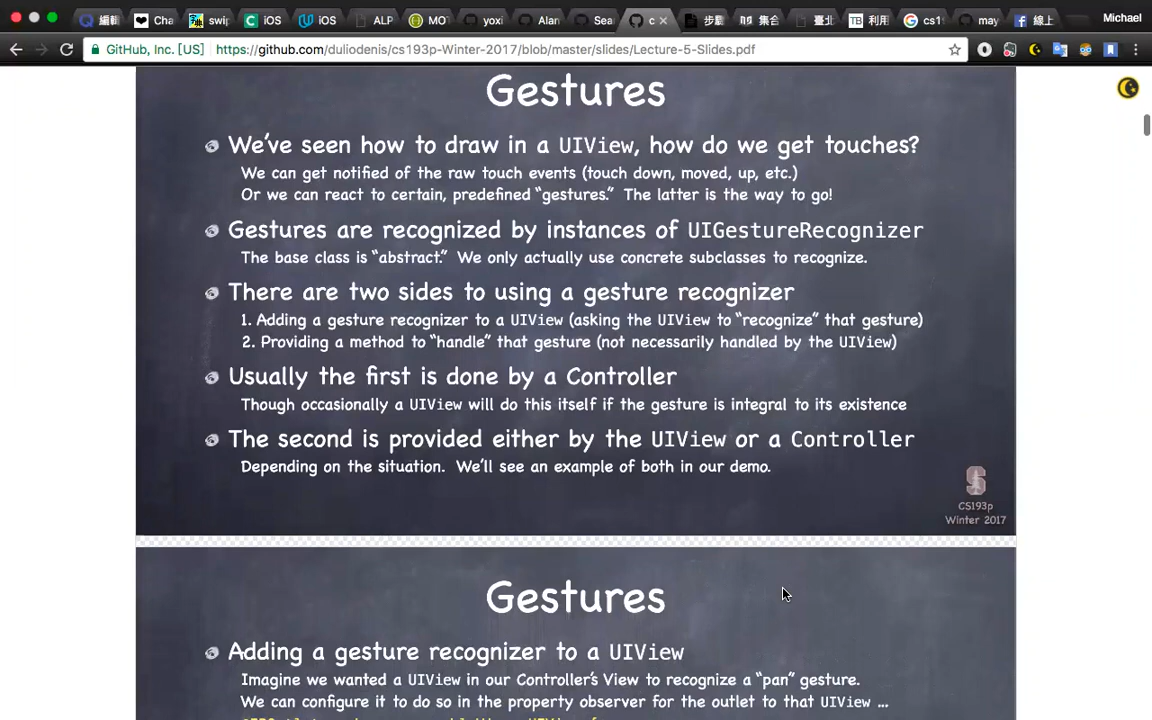 編輯
Cha
swip
iOS
iOS
ALP
MO
yoxi
Alan
Sea
c
步驟
集合
臺北
利用
cs1
may
線上
Michael
GitHub, Inc. [US]
https://github.com/duliodenis/cs193p-Winter-2017/blob/master/slides/Lecture-5-Slides.pdf
Gestures
We've seen how to draw in a UIView, how do we get touches?
We can get notified of the raw touch events (touch down, moved, up, etc.)
Or we can react to certain, predefined "gestures." The latter is the way to go!
Gestures are recognized by instances of UIGestureRecognizer
The base class is "abstract." We only actually use concrete subclasses to recognize.
There are two sides to using a gesture recognizer
1. Adding a gesture recognizer to a UIView (asking the UIView to "recognize" that gesture)
2. Providing a method to "handle" that gesture (not necessarily handled by the UIView)
Usually the first is done by a Controller
Though occasionally a UIView will do this itself if the gesture is integral to its existence
The second is provided either by the UIView or a Controller
Depending on the situation. We'll see an example of both in our demo.
CS193p
Winter 2017
Gestures
Adding a gesture recognizer to a UIView
Imagine we wanted a UIView in our Controller's View to recognize a "pan" gesture.
We can configure it to do so in the property observer for the outlet to that UIView ...